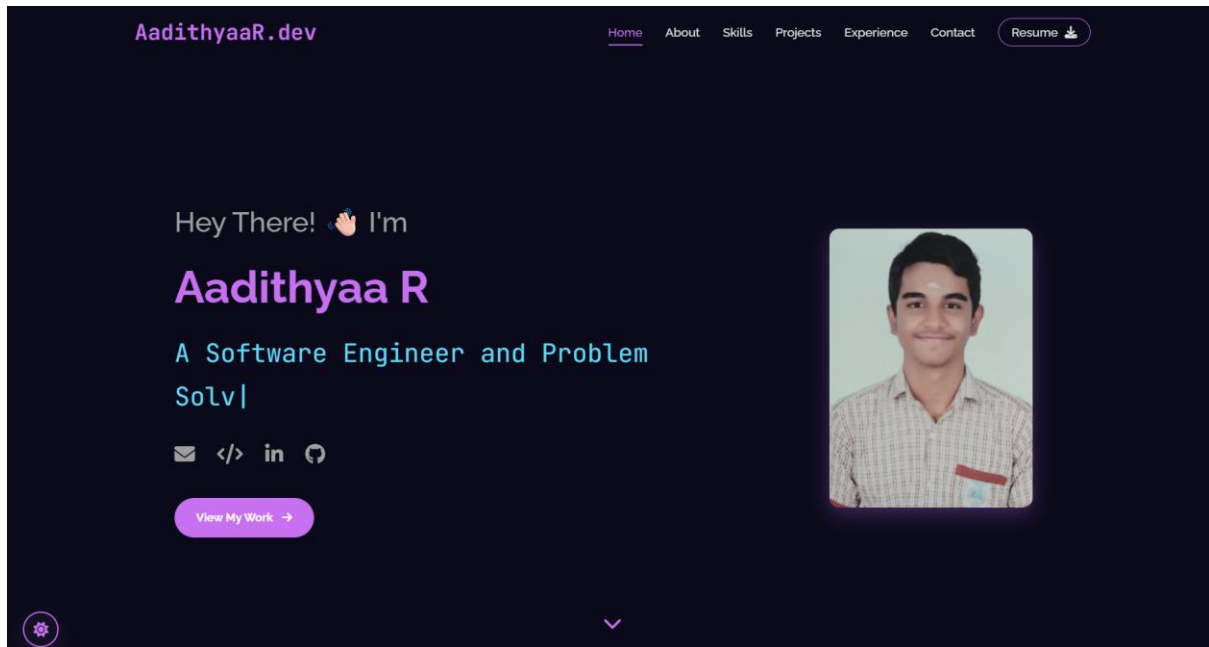 AadithyaaR.dev
Home About Skills Projects Experience Contact Resume
Hey There! 👋🏻 I'm
Aadithyaa R
A Software Engineer and Problem
Solv|
</> in
View My Work →